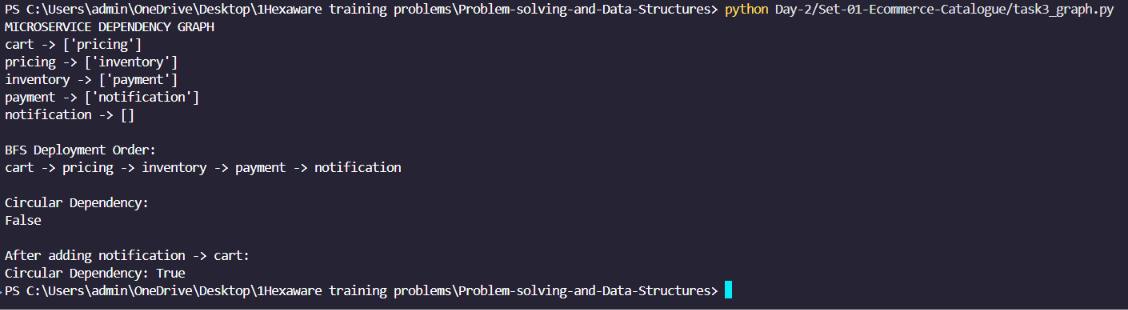 PS C:\Users\admin\OneDrive\Desktop\1Hexaware training problems\Problem-solving-and-Data-Structures> python Day-2/Set-01-Ecommerce-Catalogue/task3_graph.py
MICROSERVICE DEPENDENCY GRAPH
cart -> ['pricing']
pricing -> ['inventory']
inventory -> ['payment']
payment -> ['notification']
notification -> []
BFS Deployment Order:
cart -> pricing -> inventory -> payment -> notification
Circular Dependency:
False
After adding notification -> cart:
Circular Dependency: True
PS C:\Users\admin\OneDrive\Desktop\1Hexaware training problems\Problem-solving-and-Data-Structures>